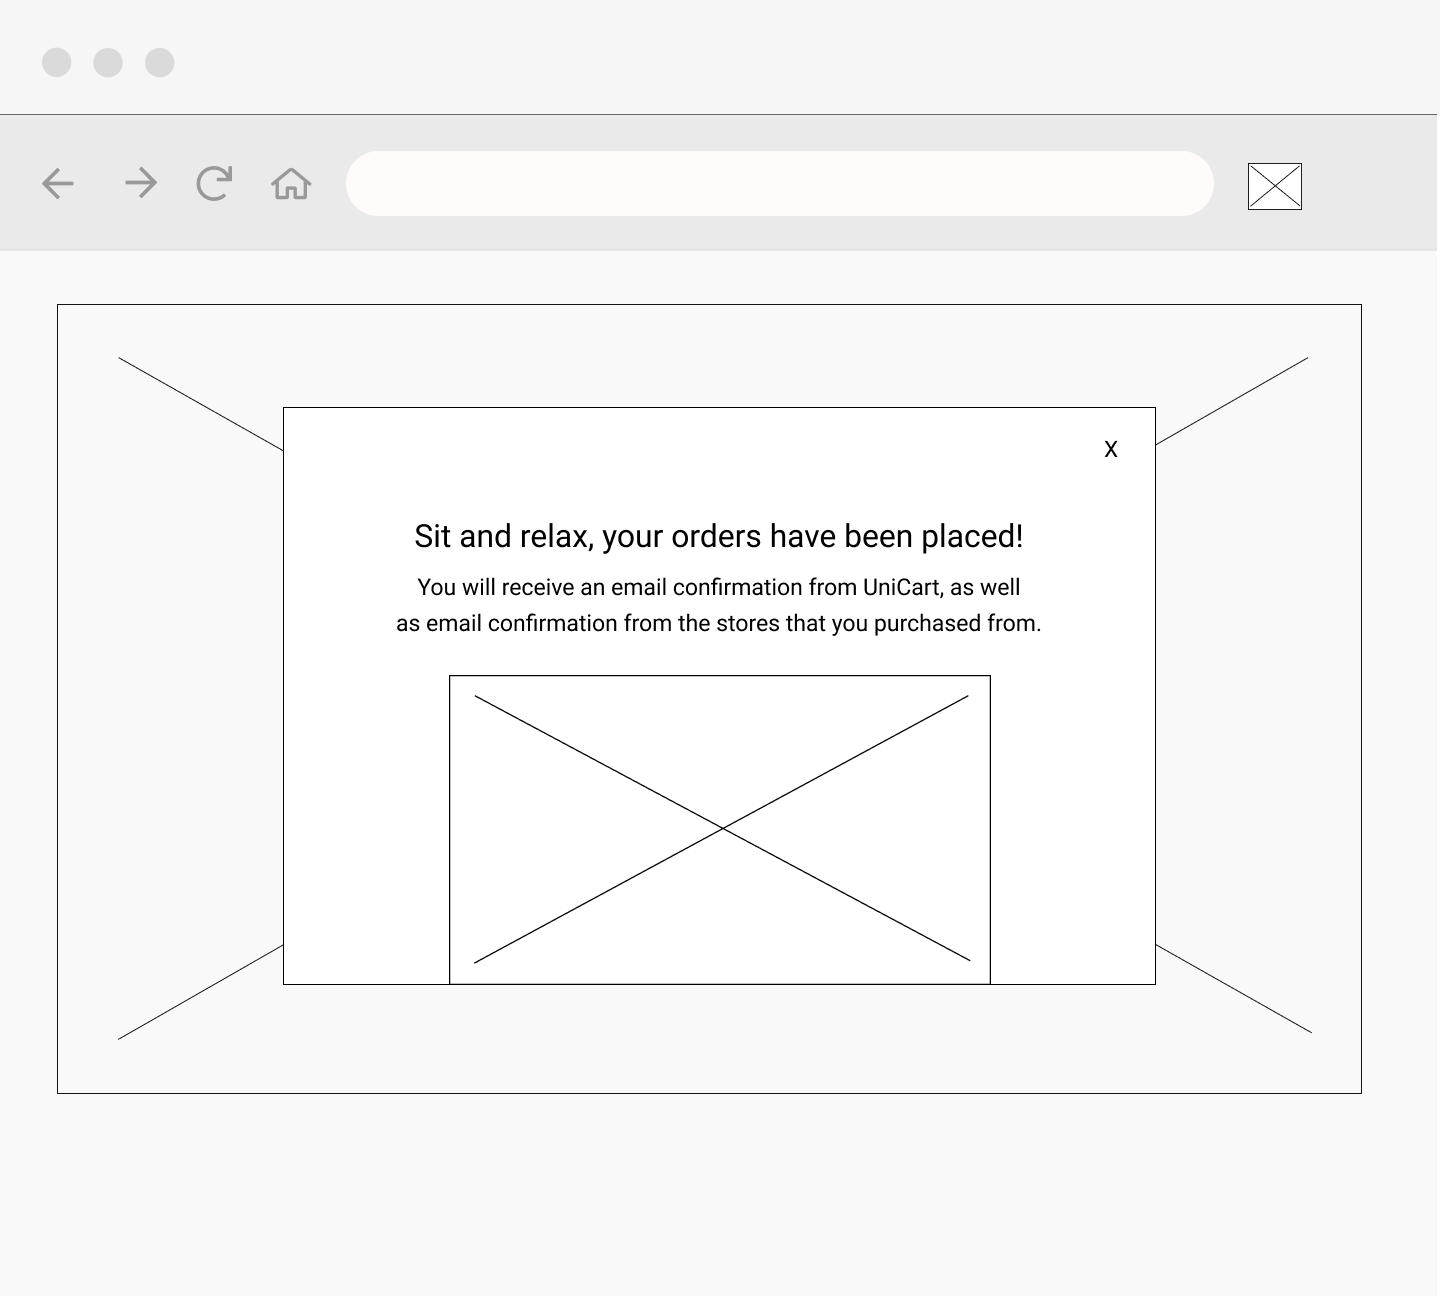 X
Sit and relax, your orders have been placed!
You will receive an email confirmation from UniCart, as well
as email confirmation from the stores that you purchased from.